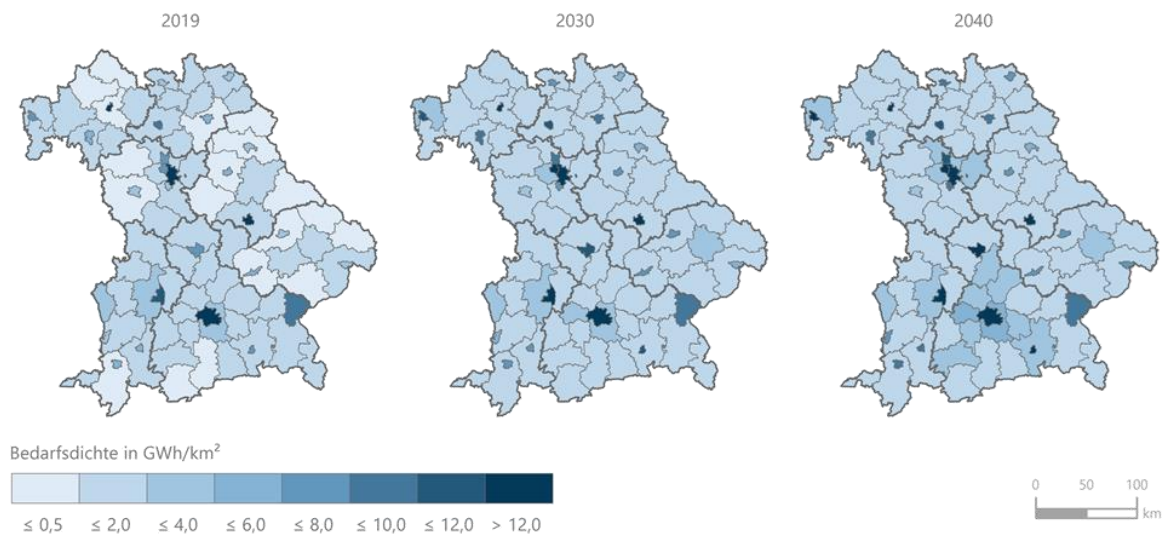 2019 2030 2040
Bedarfsdichte in GWh/km²
≤ 0,5 ≤ 2,0 ≤ 4,0 ≤ 6,0 ≤ 8,0 ≤ 10,0 ≤ 12,0 > 12,0
0 50 100
km